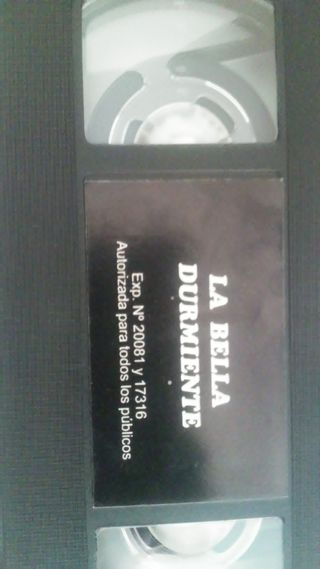 LA BELLA
DURMIENTE
Exp. Nº 20081 y 17316
Autorizada para todos los públicos